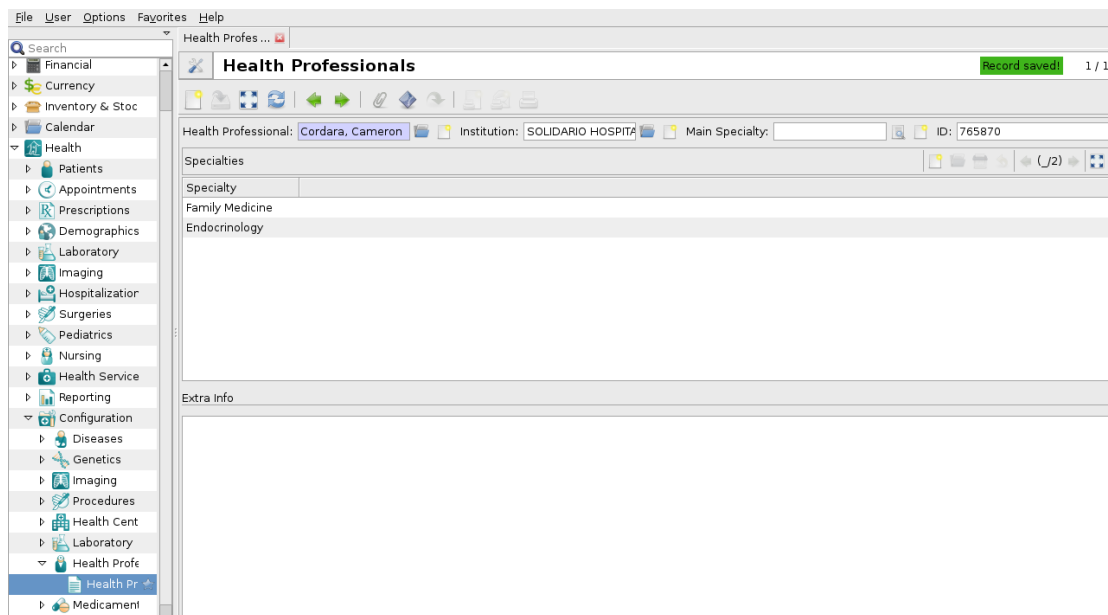 File User Options Favorites Help
Search
Financial
Currency
Inventory & Stoc
Calendar
Health
Patients
Appointments
Prescriptions
Demographics
Laboratory
Imaging
Hospitalization
Surgeries
Pediatrics
Nursing
Health Service
Reporting
Configuration
Diseases
Genetics
Imaging
Procedures
Health Cent
Laboratory
Health Profe
Health Pr
Medicament
Health Profes ...
Health Professionals Record saved! 1 / 1
Health Professional: Cordara, Cameron Institution: SOLIDARIO HOSPITA Main Specialty: ID: 765870
Specialties (_/2)
Specialty
Family Medicine
Endocrinology
Extra Info